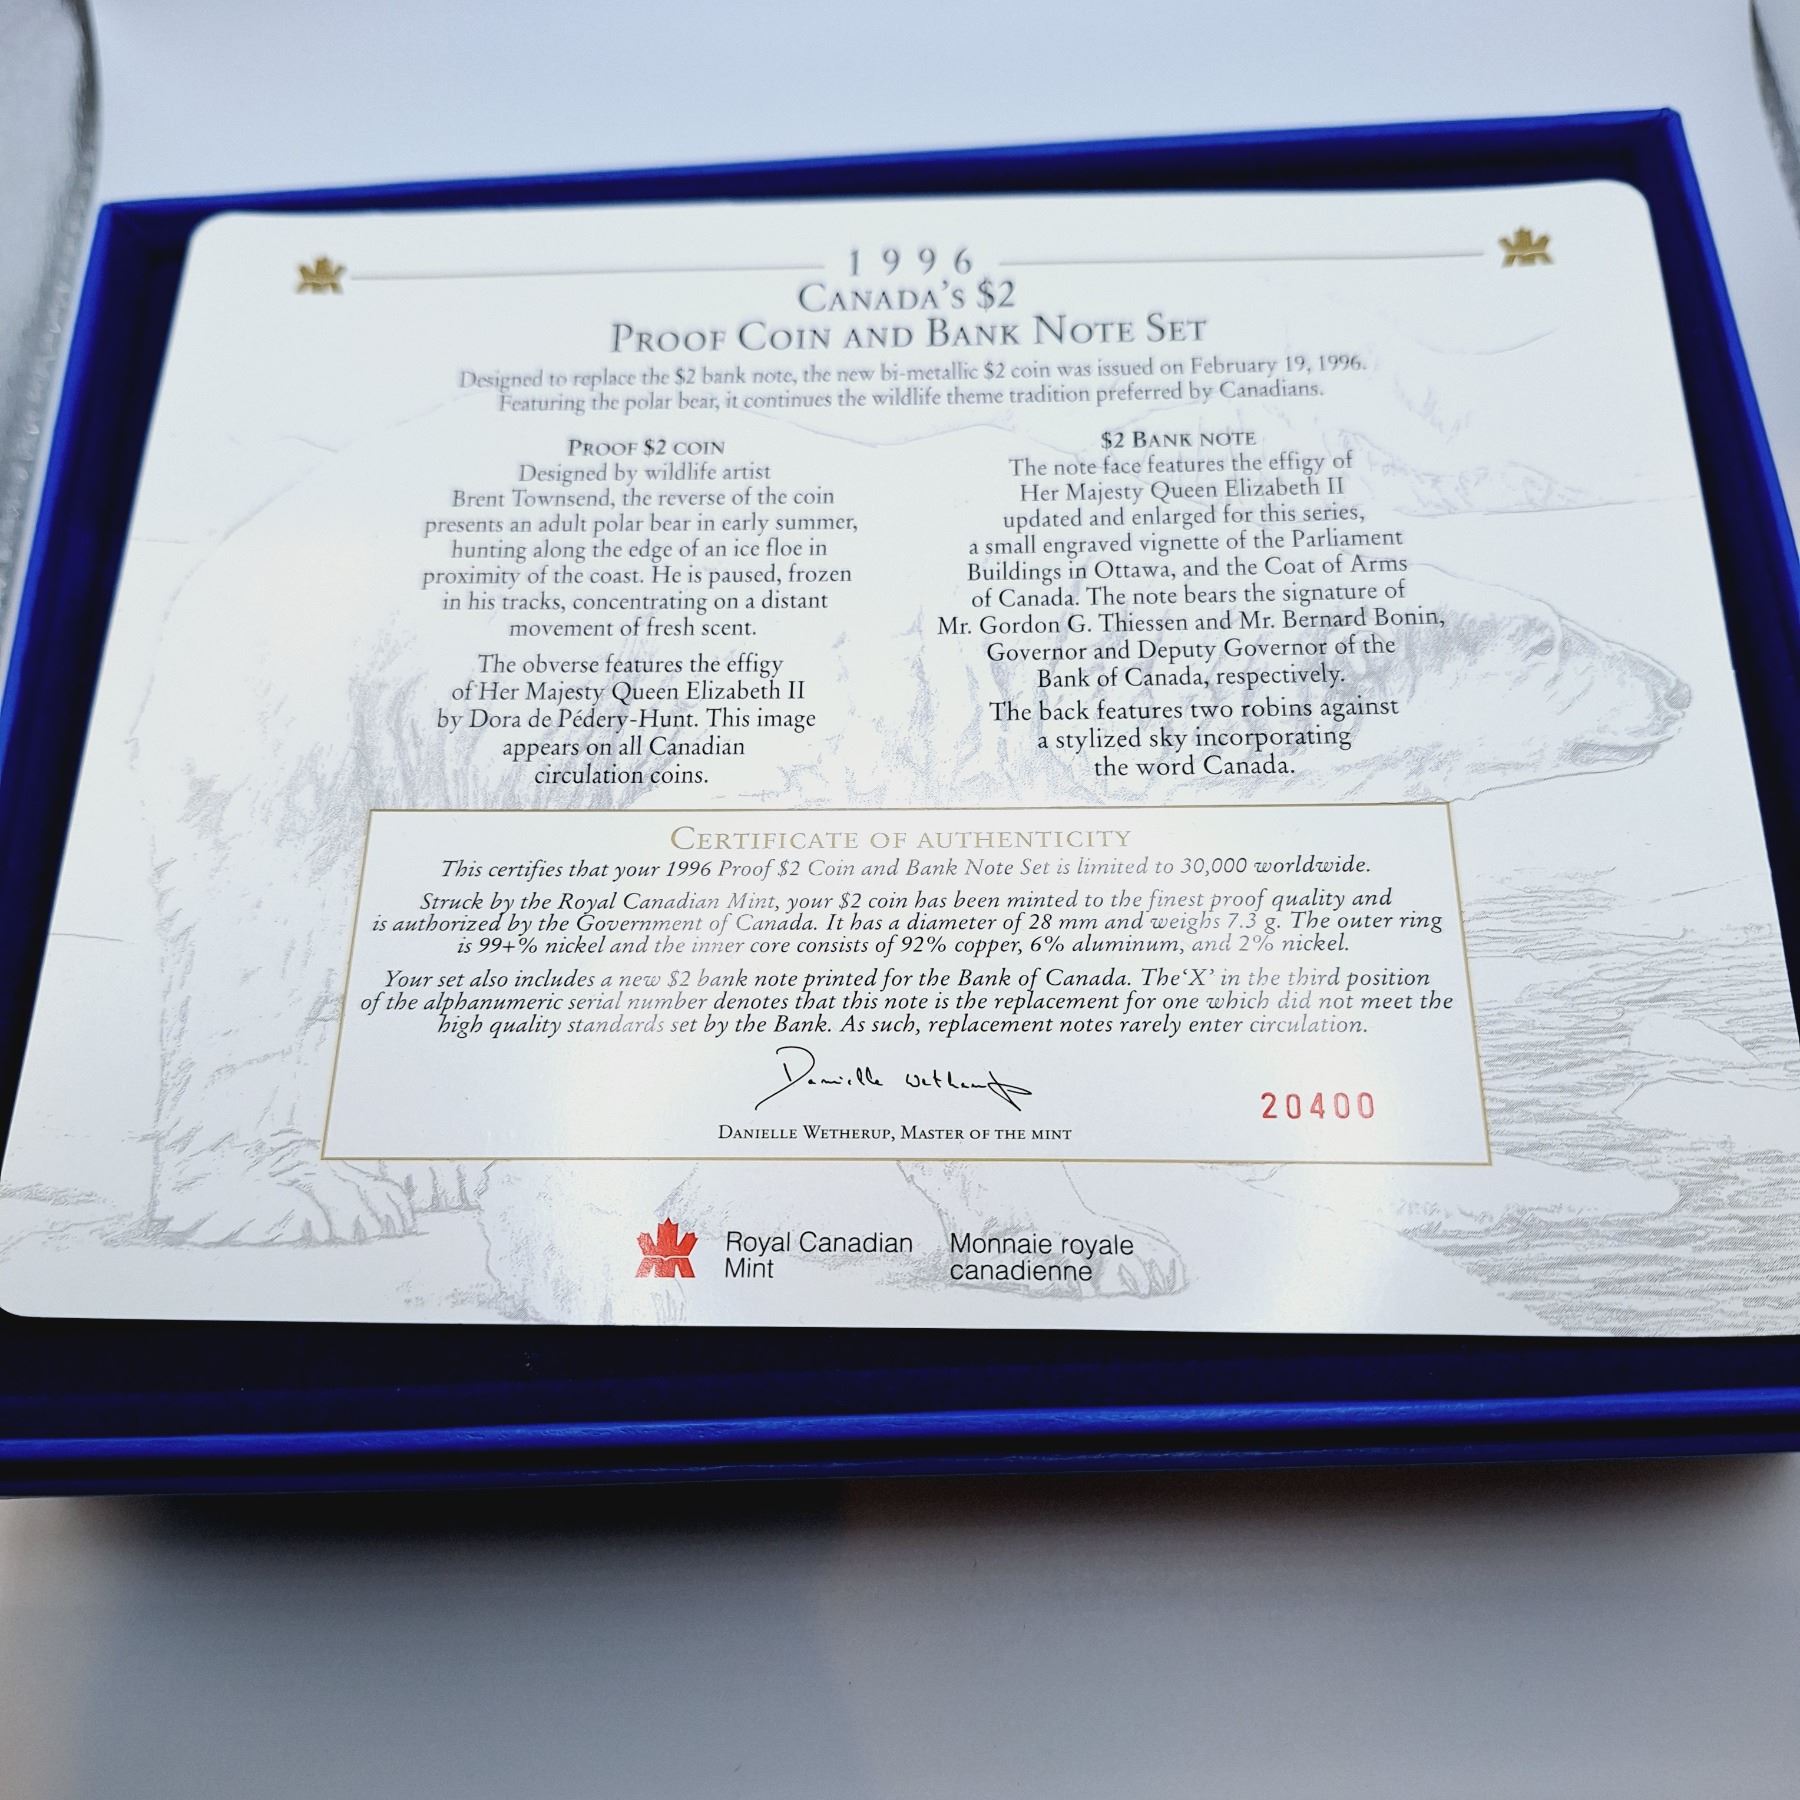 1996
CANADA'S $2
PROOF COIN AND BANK NOTE SET
Designed to replace the $2 bank note, the new bi-metallic $2 coin was issued on February 19, 1996.
Featuring the polar bear, it continues the wildlife theme tradition preferred by Canadians.
PROOF $2 COIN
Designed by wildlife artist
Brent Townsend, the reverse of the coin
presents an adult polar bear in early summer,
hunting along the edge of an ice floe in
proximity of the coast. He is paused, frozen
in his tracks, concentrating on a distant
movement of fresh scent.
The obverse features the effigy
of Her Majesty Queen Elizabeth II
by Dora de Pédery-Hunt. This image
appears on all Canadian
circulation coins.
$2 BANK NOTE
The note face features the effigy of
Her Majesty Queen Elizabeth II
updated and enlarged for this series,
a small engraved vignette of the Parliament
Buildings in Ottawa, and the Coat of Arms
of Canada. The note bears the signature of
Mr. Gordon G. Thiessen and Mr. Bernard Bonin,
Governor and Deputy Governor of the
Bank of Canada, respectively.
The back features two robins against
a stylized sky incorporating
the word Canada.
CERTIFICATE OF AUTHENTICITY
This certifies that your 1996 Proof $2 Coin and Bank Note Set is limited to 30,000 worldwide.
Struck by the Royal Canadian Mint, your $2 coin has been minted to the finest proof quality and
is authorized by the Government of Canada. It has a diameter of 28 mm and weighs 7.3 g. The outer ring
is 99+% nickel and the inner core consists of 92% copper, 6% aluminum, and 2% nickel.
Your set also includes a new $2 bank note printed for the Bank of Canada. The 'X' in the third position
of the alphanumeric serial number denotes that this note is the replacement for one which did not meet the
high quality standards set by the Bank. As such, replacement notes rarely enter circulation.
Danielle Wetherup
20400
DANIELLE WETHERUP, MASTER OF THE MINT
Royal Canadian
Mint
Monnaie royale
canadienne